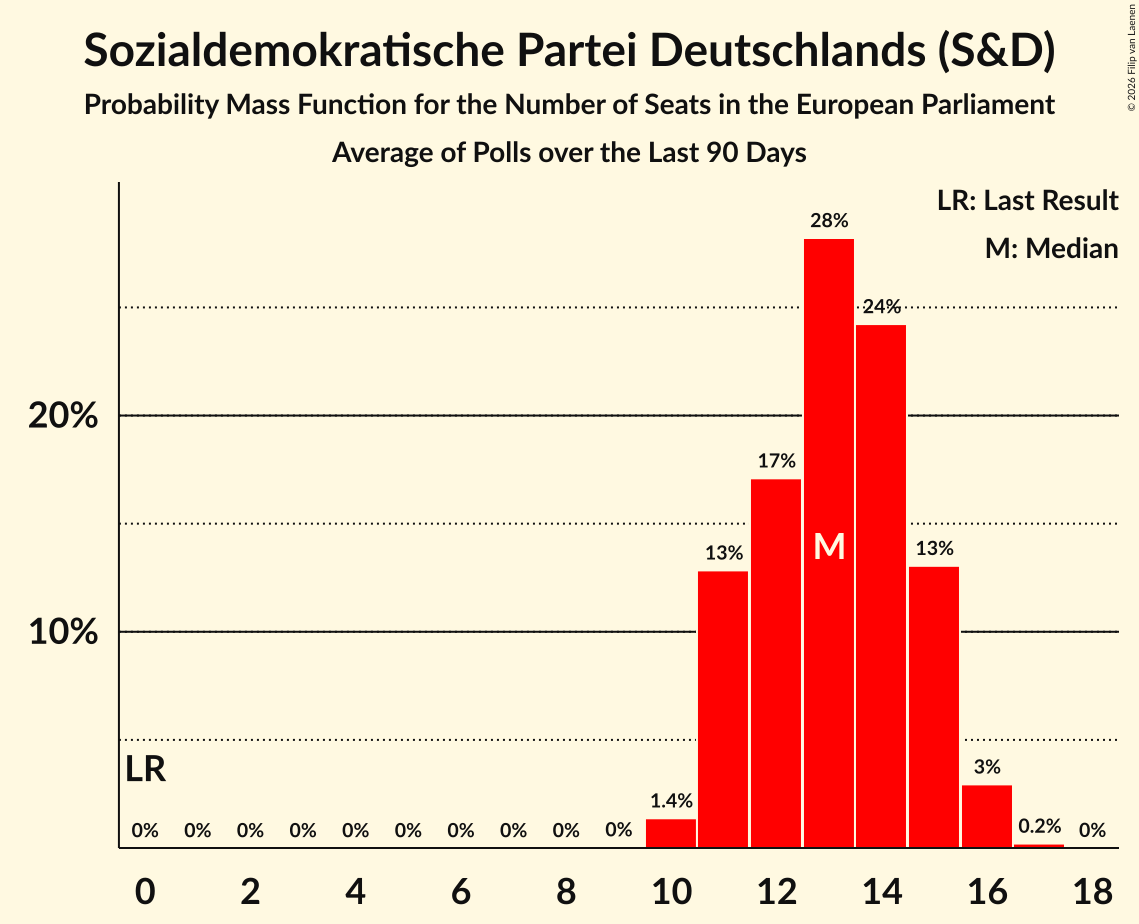 Sozialdemokratische Partei Deutschlands (S&D)
Probability Mass Function for the Number of Seats in the European Parliament
Average of Polls over the Last 90 Days
© 2026 Filip van Laenen
LR: Last Result
M: Median
28%
24%
20%
17%
M
13%
13%
10%
LR
3%
1.4%
0.2%
0% 0% 0% 0% 0% 0% 0% 0% 0% 0% 0%
0 2 4 6 8 10 12 14 16 18